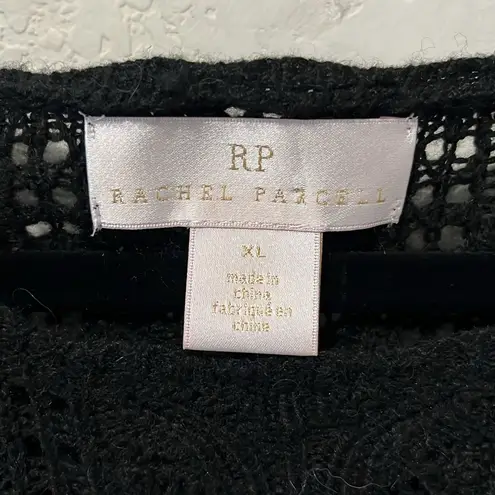 RP
RACHEL PARCELL
XL
made in
china
fabriqué en
chine